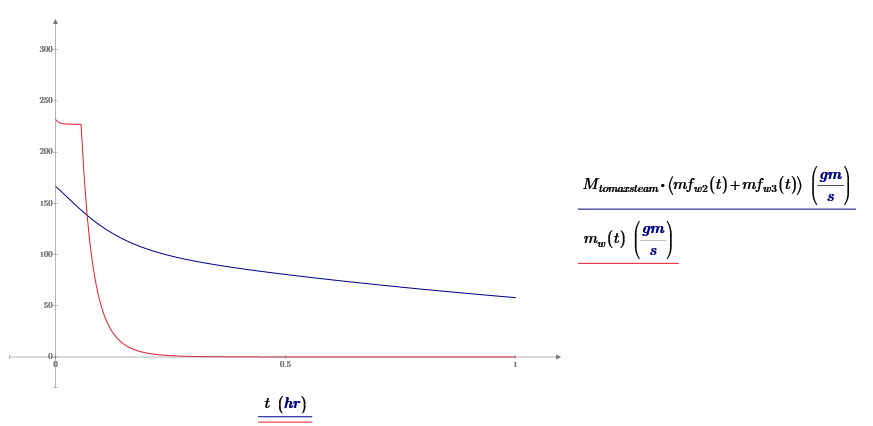 300
250
200
150
100
50
0
0 0.5 1
t (hr)
M_tomaxsteam · (mf_w2(t) + mf_w3(t)) (gm/s)
m_w(t) (gm/s)